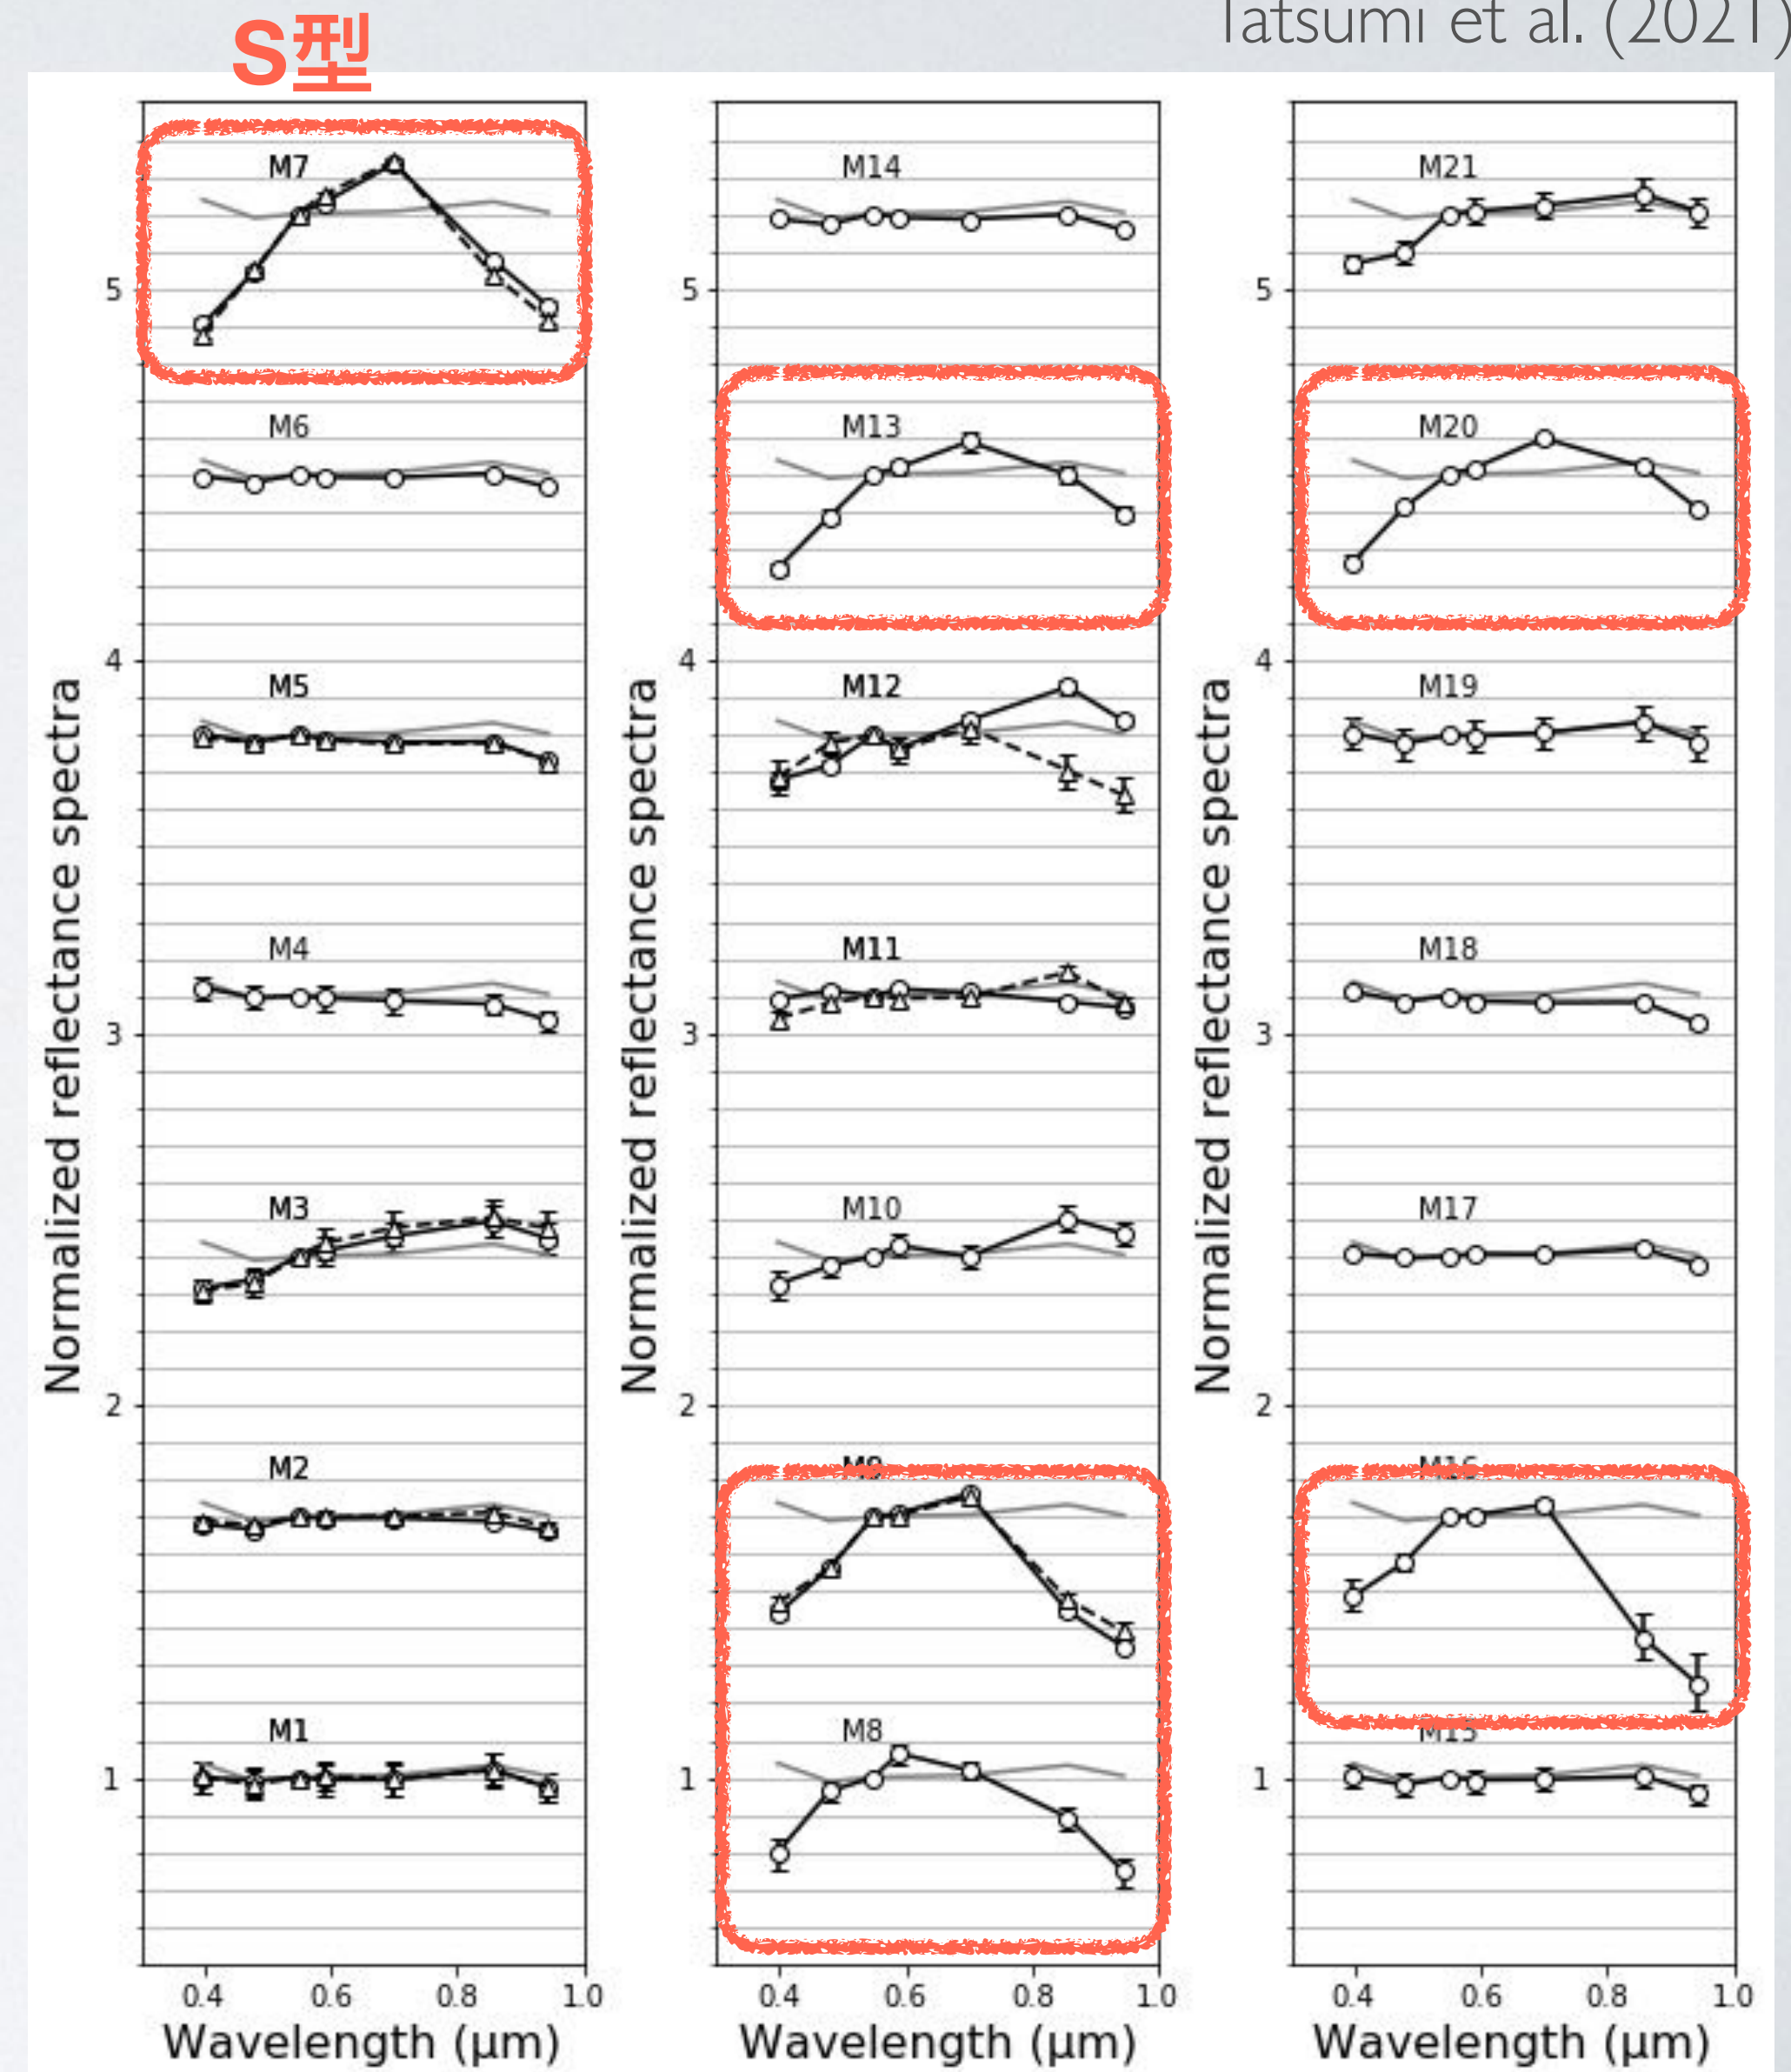 S型
Tatsumi et al. (2021)
M7
M6
5
M5
4
M4
M3
3
M2
2
M1
1
0.4 0.6 0.8 1.0
Wavelength (μm)
Normalized reflectance spectra
M14
5
M13
4
M12
M11
3
M10
2
M9
M8
1
0.4 0.6 0.8 1.0
Wavelength (μm)
Normalized reflectance spectra
M21
5
M20
4
M19
M18
3
M17
2
M16
M15
1
0.4 0.6 0.8 1.0
Wavelength (μm)
Normalized reflectance spectra